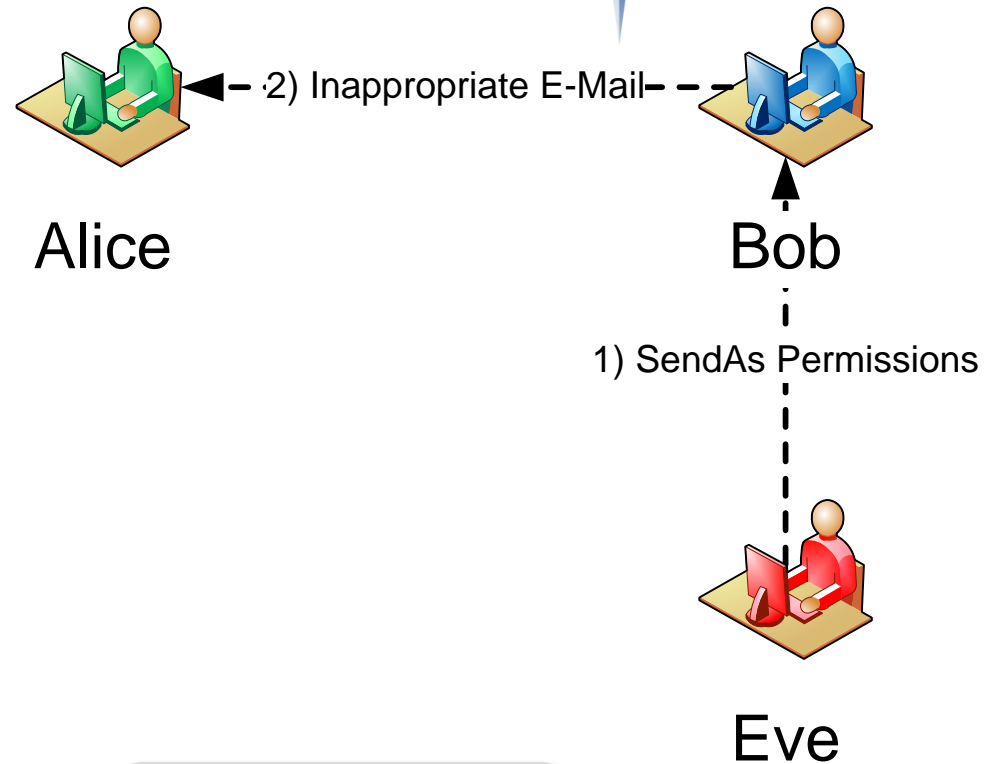 2) Inappropriate E-Mail
Alice
Bob
1) SendAs Permissions
Eve